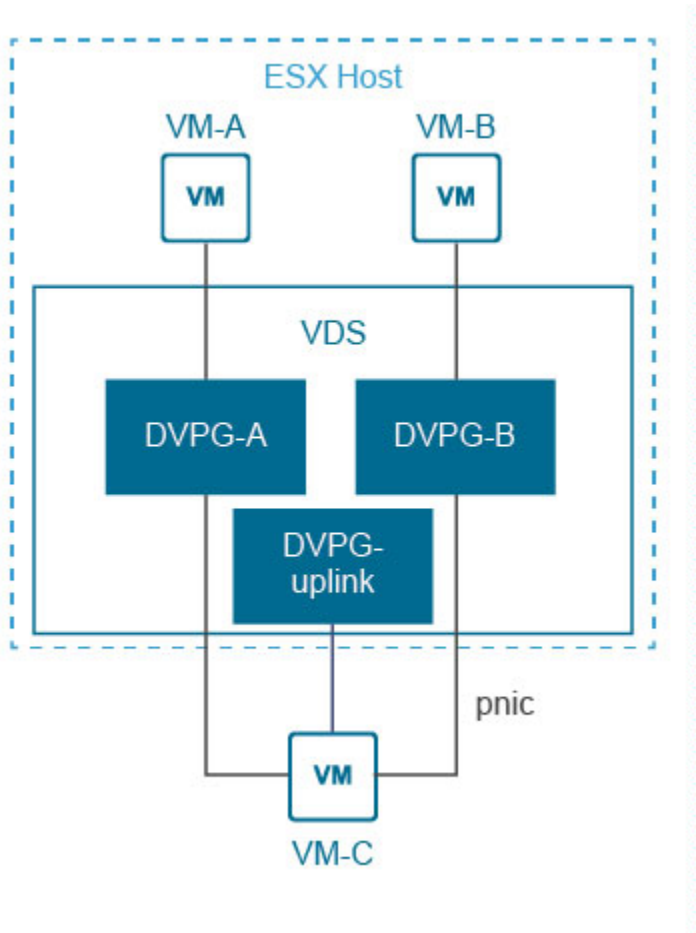 ESX Host
VM-A
VM-B
VM
VM
VDS
DVPG-A
DVPG-B
DVPG-
uplink
pnic
VM
VM-C